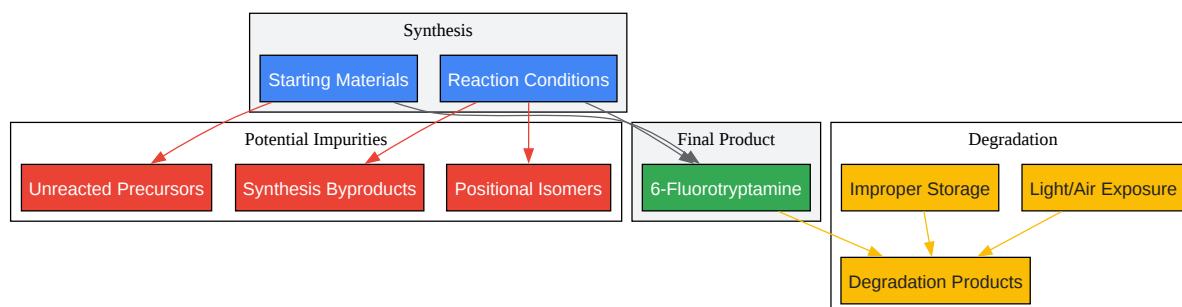 Synthesis
Starting Materials
Reaction Conditions
Potential Impurities
Final Product
Degradation
Unreacted Precursors
Synthesis Byproducts
Positional Isomers
6-Fluorotryptamine
Improper Storage
Light/Air Exposure
Degradation Products